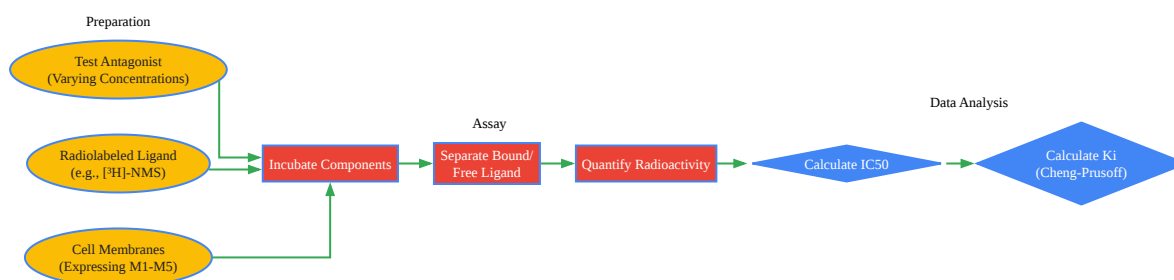 Preparation
Test Antagonist
(Varying Concentrations)
Radiolabeled Ligand
(e.g., [³H]-NMS)
Cell Membranes
(Expressing M1-M5)
Assay
Incubate Components
Separate Bound/
Free Ligand
Quantify Radioactivity
Data Analysis
Calculate IC50
Calculate Ki
(Cheng-Prusoff)